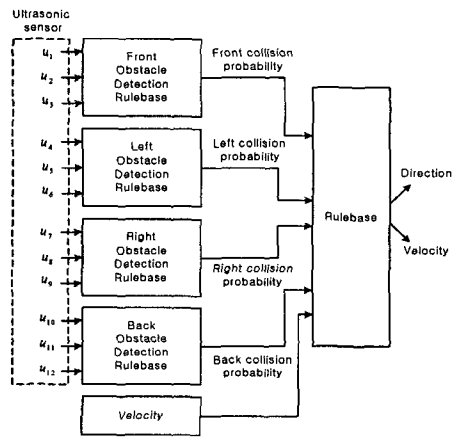 Ultrasonic
sensor
u1
u2
u3
Front
Obstacle
Detection
Rulebase
Front collision
probability
u4
u5
u6
Left
Obstacle
Detection
Rulebase
Left collision
probability
u7
u8
u9
Right
Obstacle
Detection
Rulebase
Right collision
probability
u10
u11
u12
Back
Obstacle
Detection
Rulebase
Back collision
probability
Velocity
Rulebase
Direction
Velocity